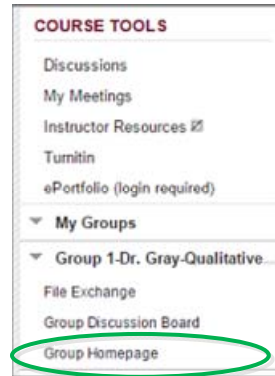 COURSE TOOLS
Discussions
My Meetings
Instructor Resources
Turnitin
ePortfolio (login required)
My Groups
Group 1-Dr. Gray-Qualitative...
File Exchange
Group Discussion Board
Group Homepage